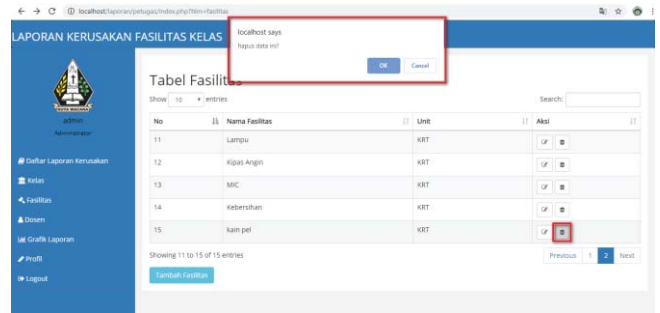 localhost/laporan/petugas/index.php?hlm=fasilitas
LAPORAN KERUSAKAN FASILITAS KELAS
localhost says
hapus data ini?
OK Cancel
admin
Administrator
Daftar Laporan Kerusakan
Kelas
Fasilitas
Dosen
Grafik Laporan
Profil
Logout
Tabel Fasilitas
Show 10 entries
Search:
No Nama Fasilitas Unit Aksi
11 Lampu KRT
12 Kipas Angin KRT
13 MIC KRT
14 Kebersihan KRT
15 kain pel KRT
Showing 11 to 15 of 15 entries
Previous 1 2 Next
Tambah Fasilitas